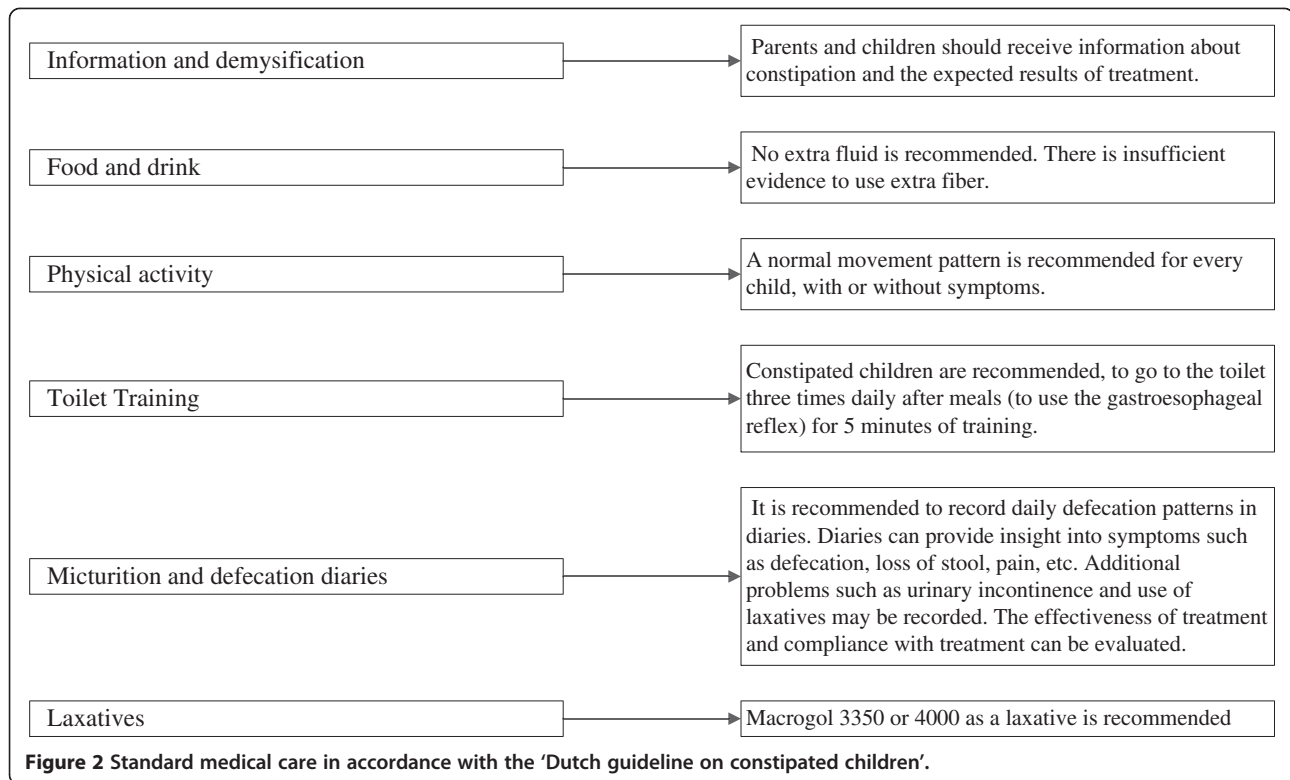 Information and demysification
Parents and children should receive information about
constipation and the expected results of treatment.
Food and drink
No extra fluid is recommended. There is insufficient
evidence to use extra fiber.
Physical activity
A normal movement pattern is recommended for every
child, with or without symptoms.
Toilet Training
Constipated children are recommended, to go to the toilet
three times daily after meals (to use the gastroesophageal
reflex) for 5 minutes of training.
Micturition and defecation diaries
It is recommended to record daily defecation patterns in
diaries. Diaries can provide insight into symptoms such
as defecation, loss of stool, pain, etc. Additional
problems such as urinary incontinence and use of
laxatives may be recorded. The effectiveness of treatment
and compliance with treatment can be evaluated.
Laxatives
Macrogol 3350 or 4000 as a laxative is recommended
Figure 2 Standard medical care in accordance with the ‘Dutch guideline on constipated children’.